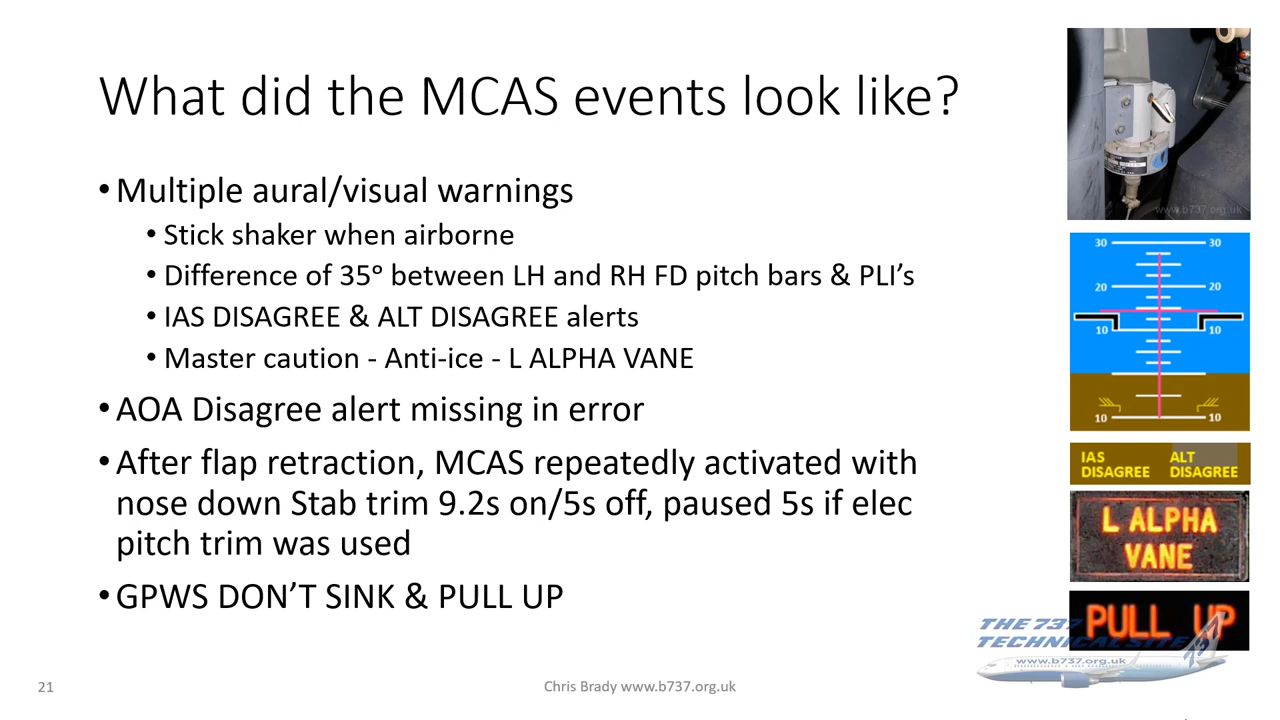 What did the MCAS events look like?
• Multiple aural/visual warnings
• Stick shaker when airborne
• Difference of 35º between LH and RH FD pitch bars & PLI’s
• IAS DISAGREE & ALT DISAGREE alerts
• Master caution - Anti-ice - L ALPHA VANE
• AOA Disagree alert missing in error
• After flap retraction, MCAS repeatedly activated with
nose down Stab trim 9.2s on/5s off, paused 5s if elec
pitch trim was used
• GPWS DON’T SINK & PULL UP
www.b737.org.uk
30 30
20 20
10 10
10 10
IAS ALT
DISAGREE DISAGREE
L ALPHA
VANE
PULL UP
THE 737
TECHNICAL SITE
www.b737.org.uk
21
Chris Brady www.b737.org.uk